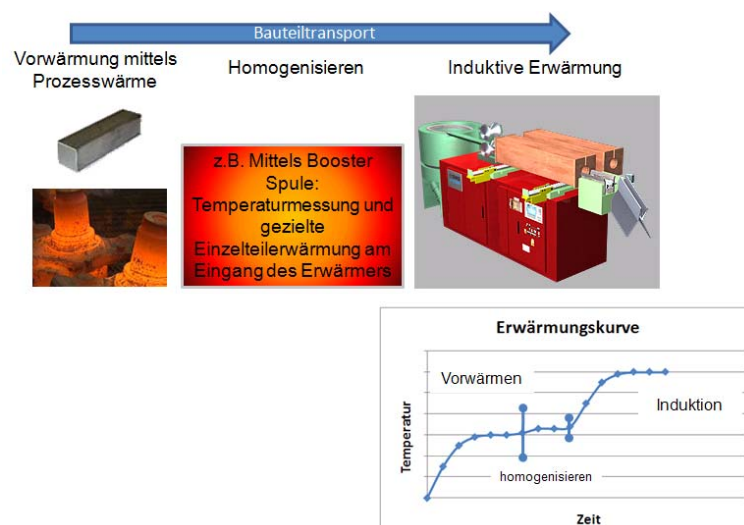 Bauteiltransport
Vorwärmung mittels
Prozesswärme
Homogenisieren
Induktive Erwärmung
z.B. Mittels Booster
Spule:
Temperaturmessung und
gezielte
Einzelteilerwärmung am
Eingang des Erwärmers
Erwärmungskurve
Vorwärmen
Induktion
homogenisieren
Temperatur
Zeit